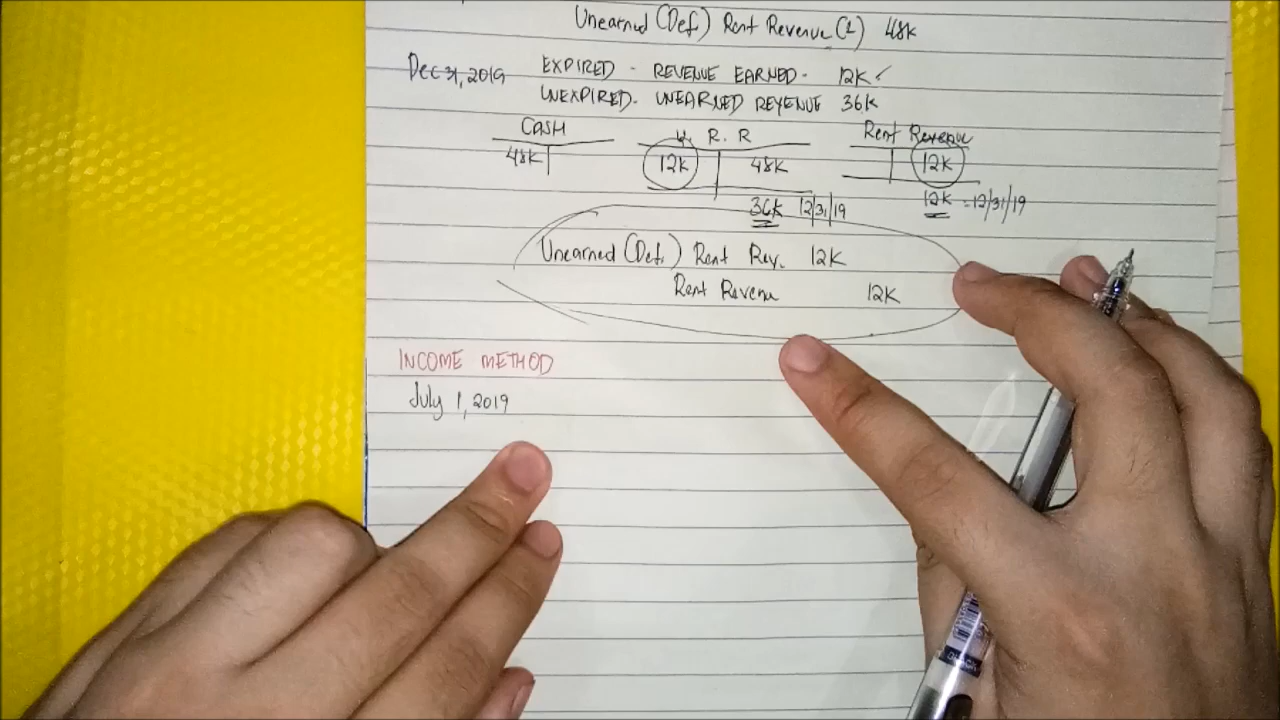 Unearned (Def.) Rent Revenue (L) 48K
Dec 31, 2019 EXPIRED - REVENUE EARNED - 12K ✓
UNEXPIRED - UNEARNED REVENUE 36K
CASH U. R. R Rent Revenue
48K 12K 48K 12K
36K 12/31/19 12K - 12/31/19
Unearned (Def.) Rent Rev. 12K
Rent Revenue 12K
INCOME METHOD
July 1, 2019